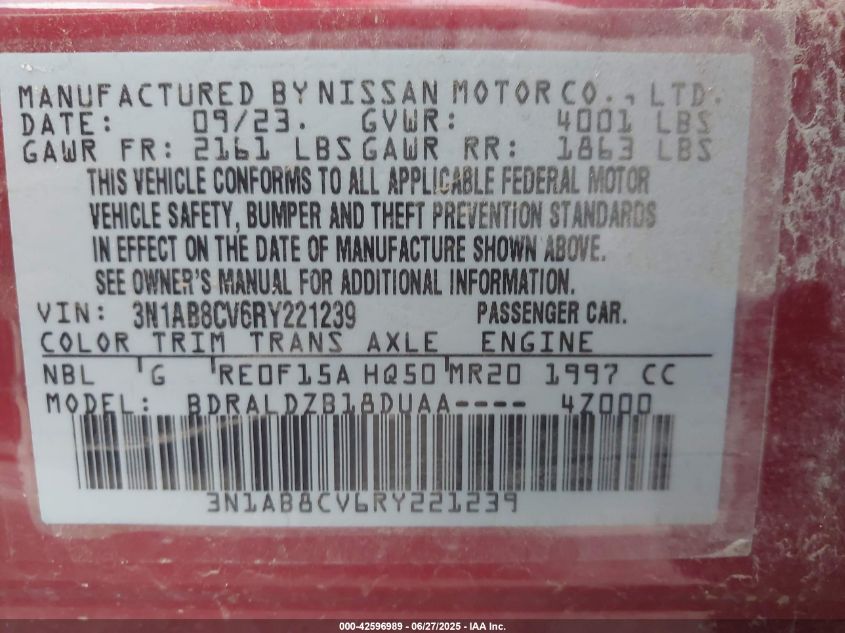 MANUFACTURED BY NISSAN MOTOR CO., LTD.
DATE: 09/23. GVWR: 4001 LBS
GAWR FR: 2161 LBS GAWR RR: 1863 LBS
THIS VEHICLE CONFORMS TO ALL APPLICABLE FEDERAL MOTOR
VEHICLE SAFETY, BUMPER AND THEFT PREVENTION STANDARDS
IN EFFECT ON THE DATE OF MANUFACTURE SHOWN ABOVE.
SEE OWNER'S MANUAL FOR ADDITIONAL INFORMATION.
VIN: 3N1AB8CV6RY221239 PASSENGER CAR.
COLOR TRIM TRANS AXLE ENGINE
NBL G RE0F15A HQ50 MR20 1997 CC
MODEL: BDRALDZB18DUAA---- 4Z000
3N1AB8CV6RY221239
000-42596989 - 06/27/2025 - IAA Inc.